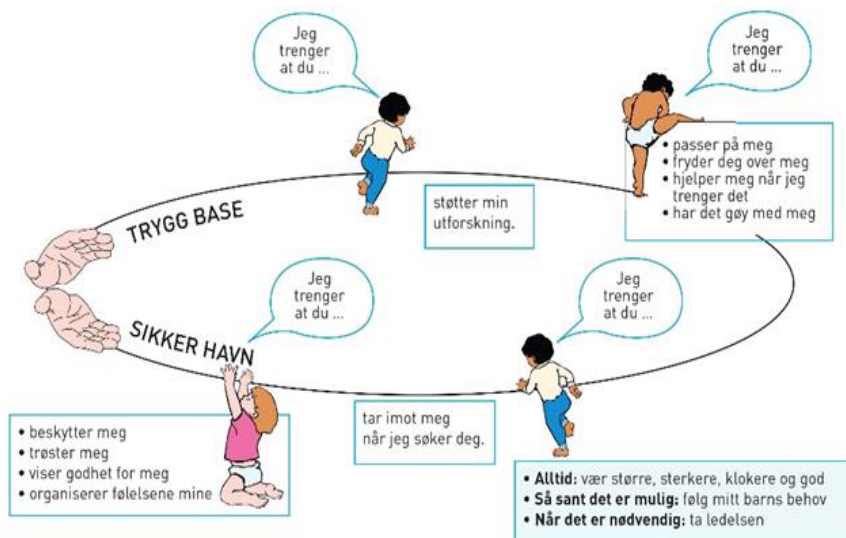 Jeg
trenger
at du ...
Jeg
trenger
at du ...
• passer på meg
• fryder deg over meg
• hjelper meg når jeg
trenger det
• har det gøy med meg
støtter min
utforskning.
TRYGG BASE
SIKKER HAVN
Jeg
trenger
at du ...
Jeg
trenger
at du ...
tar imot meg
når jeg søker deg.
• beskytter meg
• trøster meg
• viser godhet for meg
• organiserer følelsene mine
• Alltid: vær større, sterkere, klokere og god
• Så sant det er mulig: følg mitt barns behov
• Når det er nødvendig: ta ledelsen